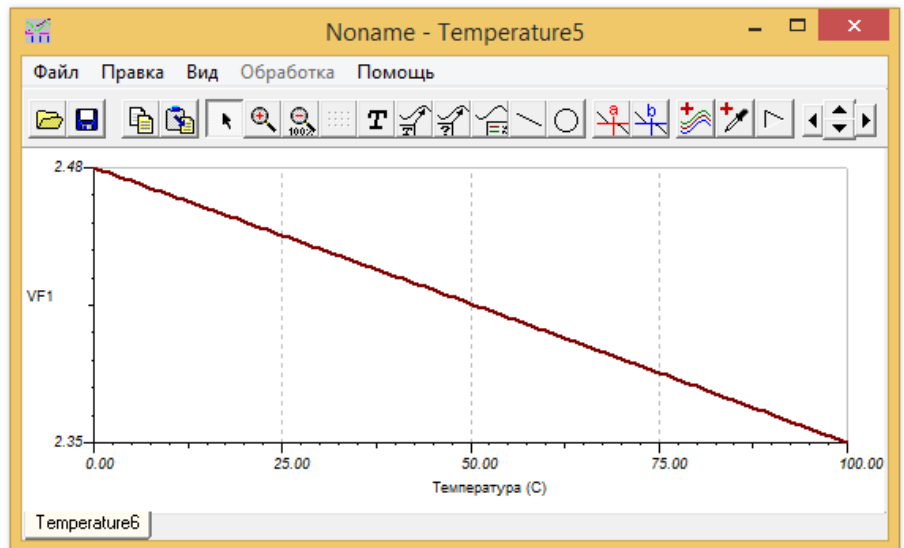 Noname - Temperature5
Файл Правка Вид Обработка Помощь
100% T T ? =x a b
2.48
VF1
2.35
0.00 25.00 50.00 75.00 100.00
Температура (C)
Temperature6